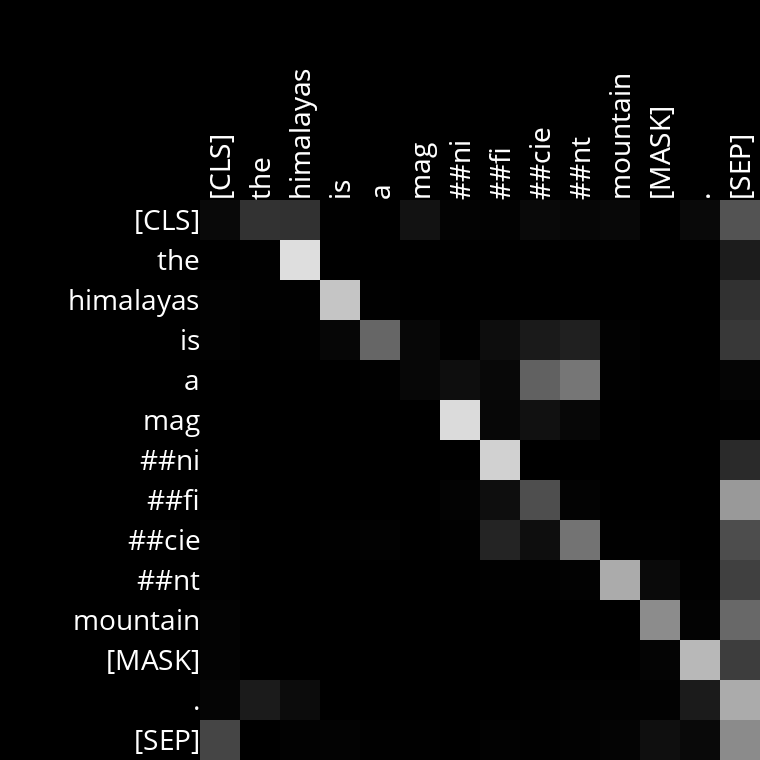 [CLS]
the
himalayas
is
a
mag
##ni
##fi
##cie
##nt
mountain
[MASK]
.
[SEP]
[CLS]
the
himalayas
is
a
mag
##ni
##fi
##cie
##nt
mountain
[MASK]
.
[SEP]